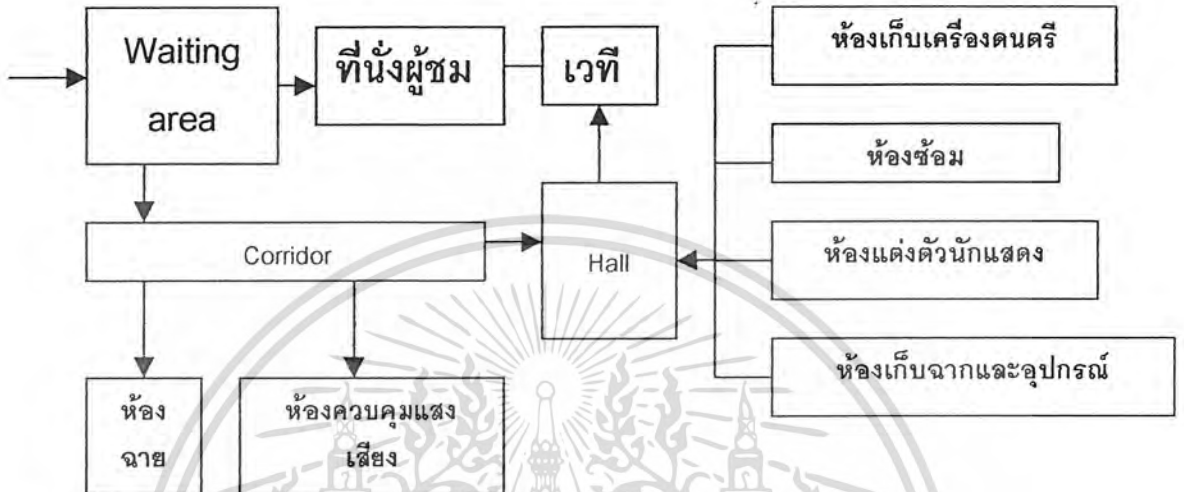 Waiting
area
ที่นั่งผู้ชม
เวที
ห้องเก็บเครื่องดนตรี
ห้องซ้อม
ห้องแต่งตัวนักแสดง
ห้องเก็บฉากและอุปกรณ์
Corridor
Hall
ห้อง
ฉาย
ห้องควบคุมแสง
เสียง